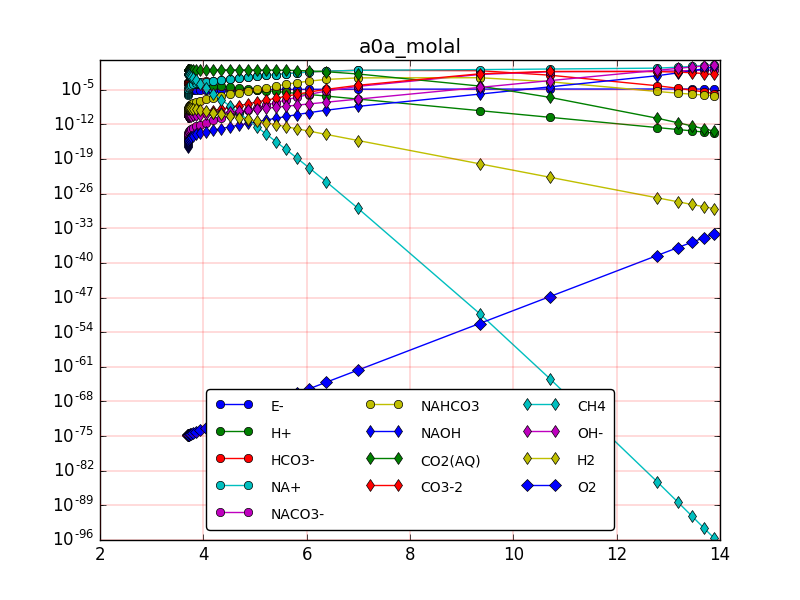 a0a_molal
10^-5
10^-12
10^-19
10^-26
10^-33
10^-40
10^-47
10^-54
10^-61
10^-68
10^-75
10^-82
10^-89
10^-96
E- NAHCO3 CH4
H+ NAOH OH-
HCO3- CO2(AQ) H2
NA+ CO3-2 O2
NACO3-
2 4 6 8 10 12 14